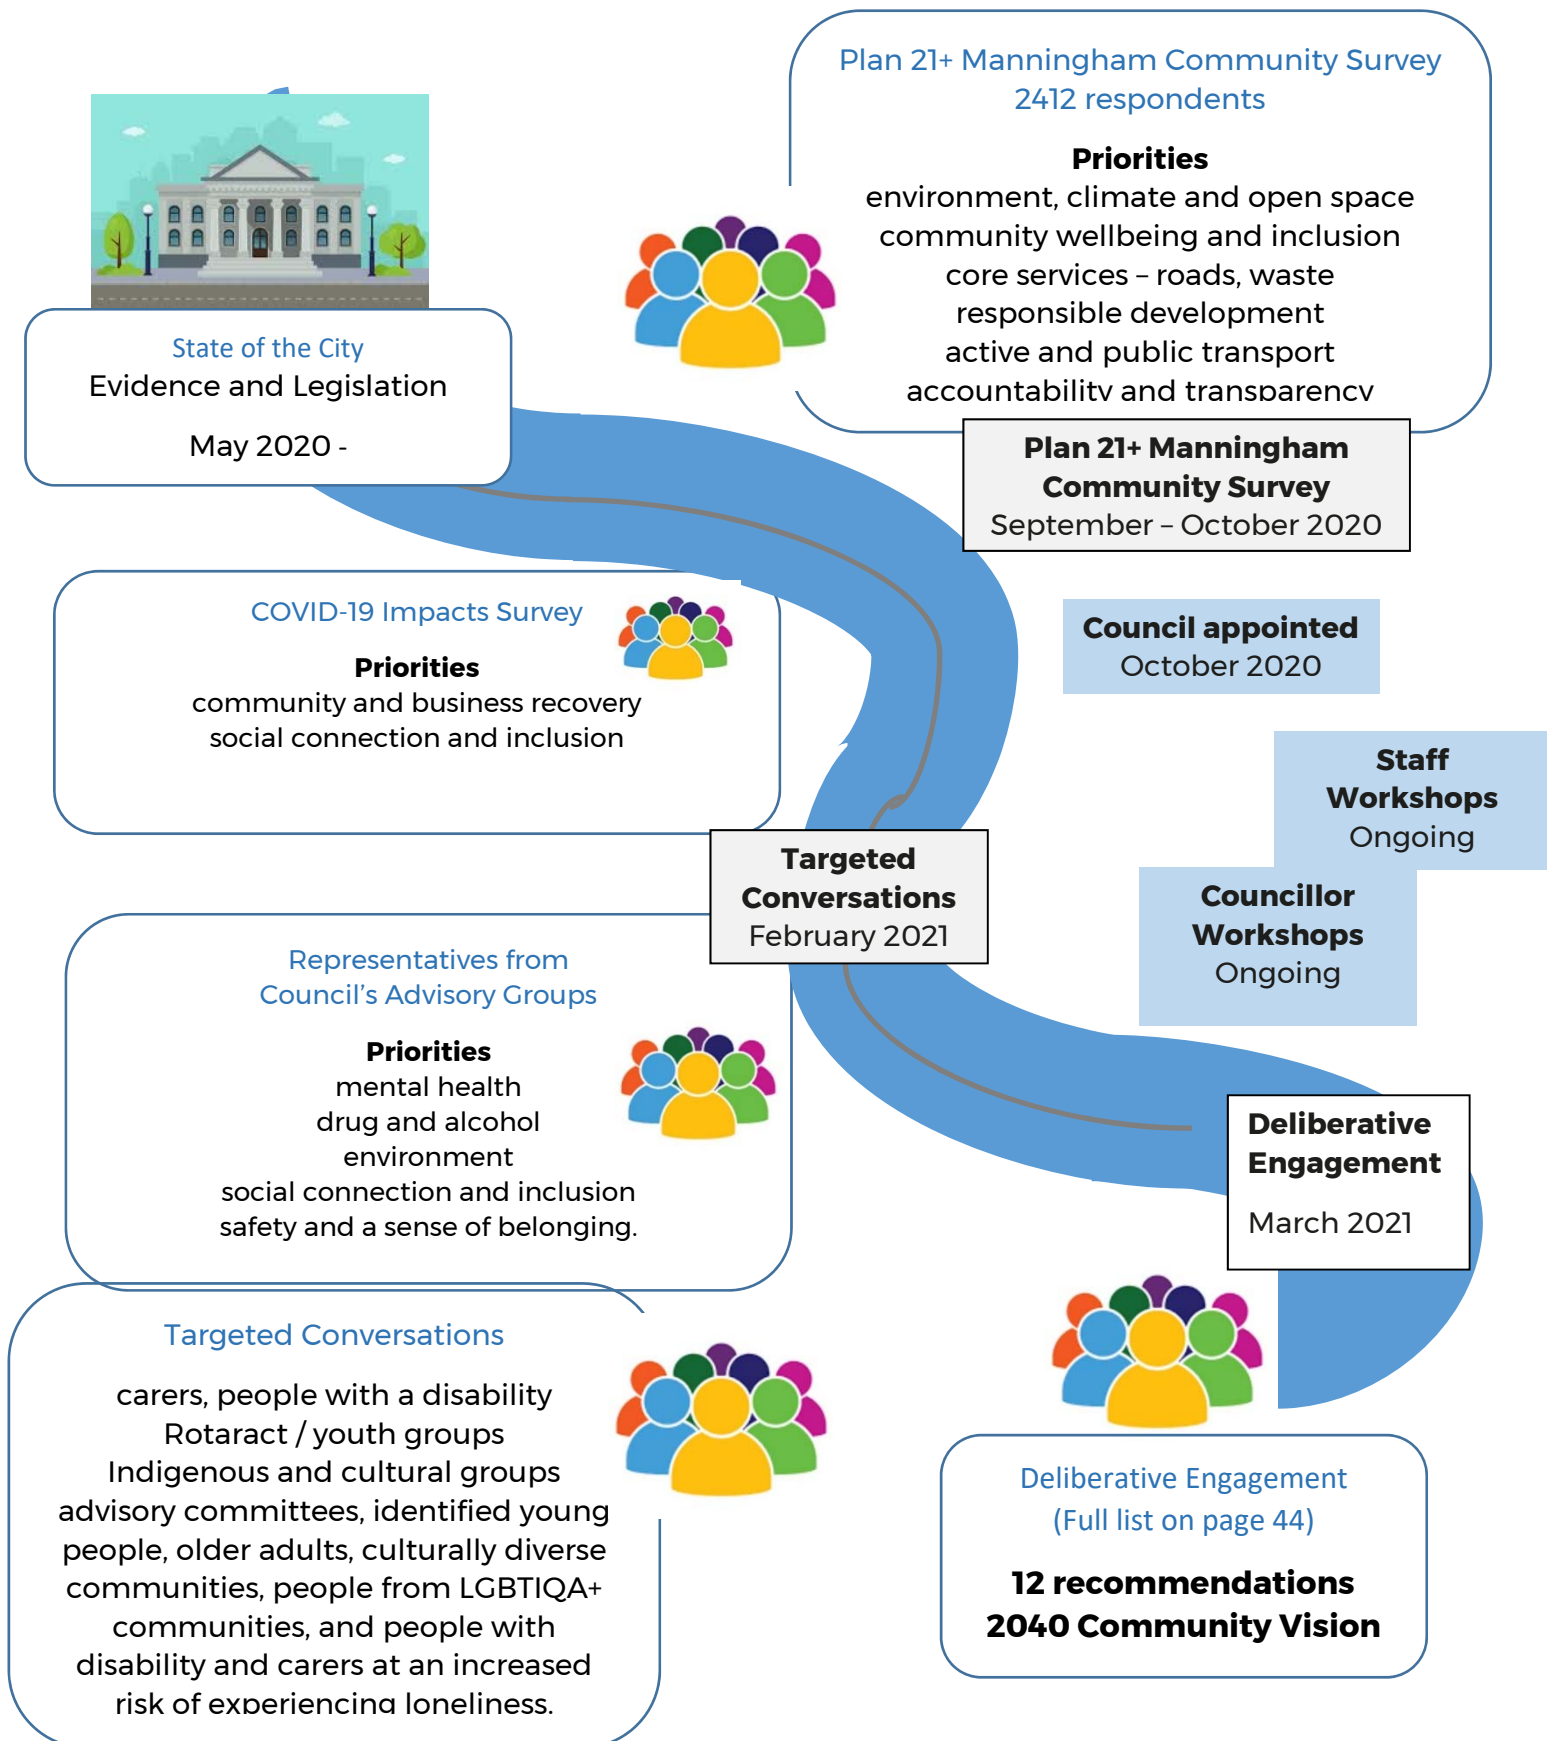 Plan 21+ Manningham Community Survey
2412 respondents
Priorities
environment, climate and open space
community wellbeing and inclusion
core services – roads, waste
responsible development
active and public transport
accountability and transparency
State of the City
Evidence and Legislation
May 2020 -
Plan 21+ Manningham
Community Survey
September – October 2020
COVID-19 Impacts Survey
Priorities
community and business recovery
social connection and inclusion
Council appointed
October 2020
Staff
Workshops
Ongoing
Targeted
Conversations
February 2021
Councillor
Workshops
Ongoing
Representatives from
Council’s Advisory Groups
Priorities
mental health
drug and alcohol
environment
social connection and inclusion
safety and a sense of belonging.
Deliberative
Engagement
March 2021
Targeted Conversations
carers, people with a disability
Rotaract / youth groups
Indigenous and cultural groups
advisory committees, identified young
people, older adults, culturally diverse
communities, people from LGBTIQA+
communities, and people with
disability and carers at an increased
risk of experiencing loneliness.
Deliberative Engagement
(Full list on page 44)
12 recommendations
2040 Community Vision